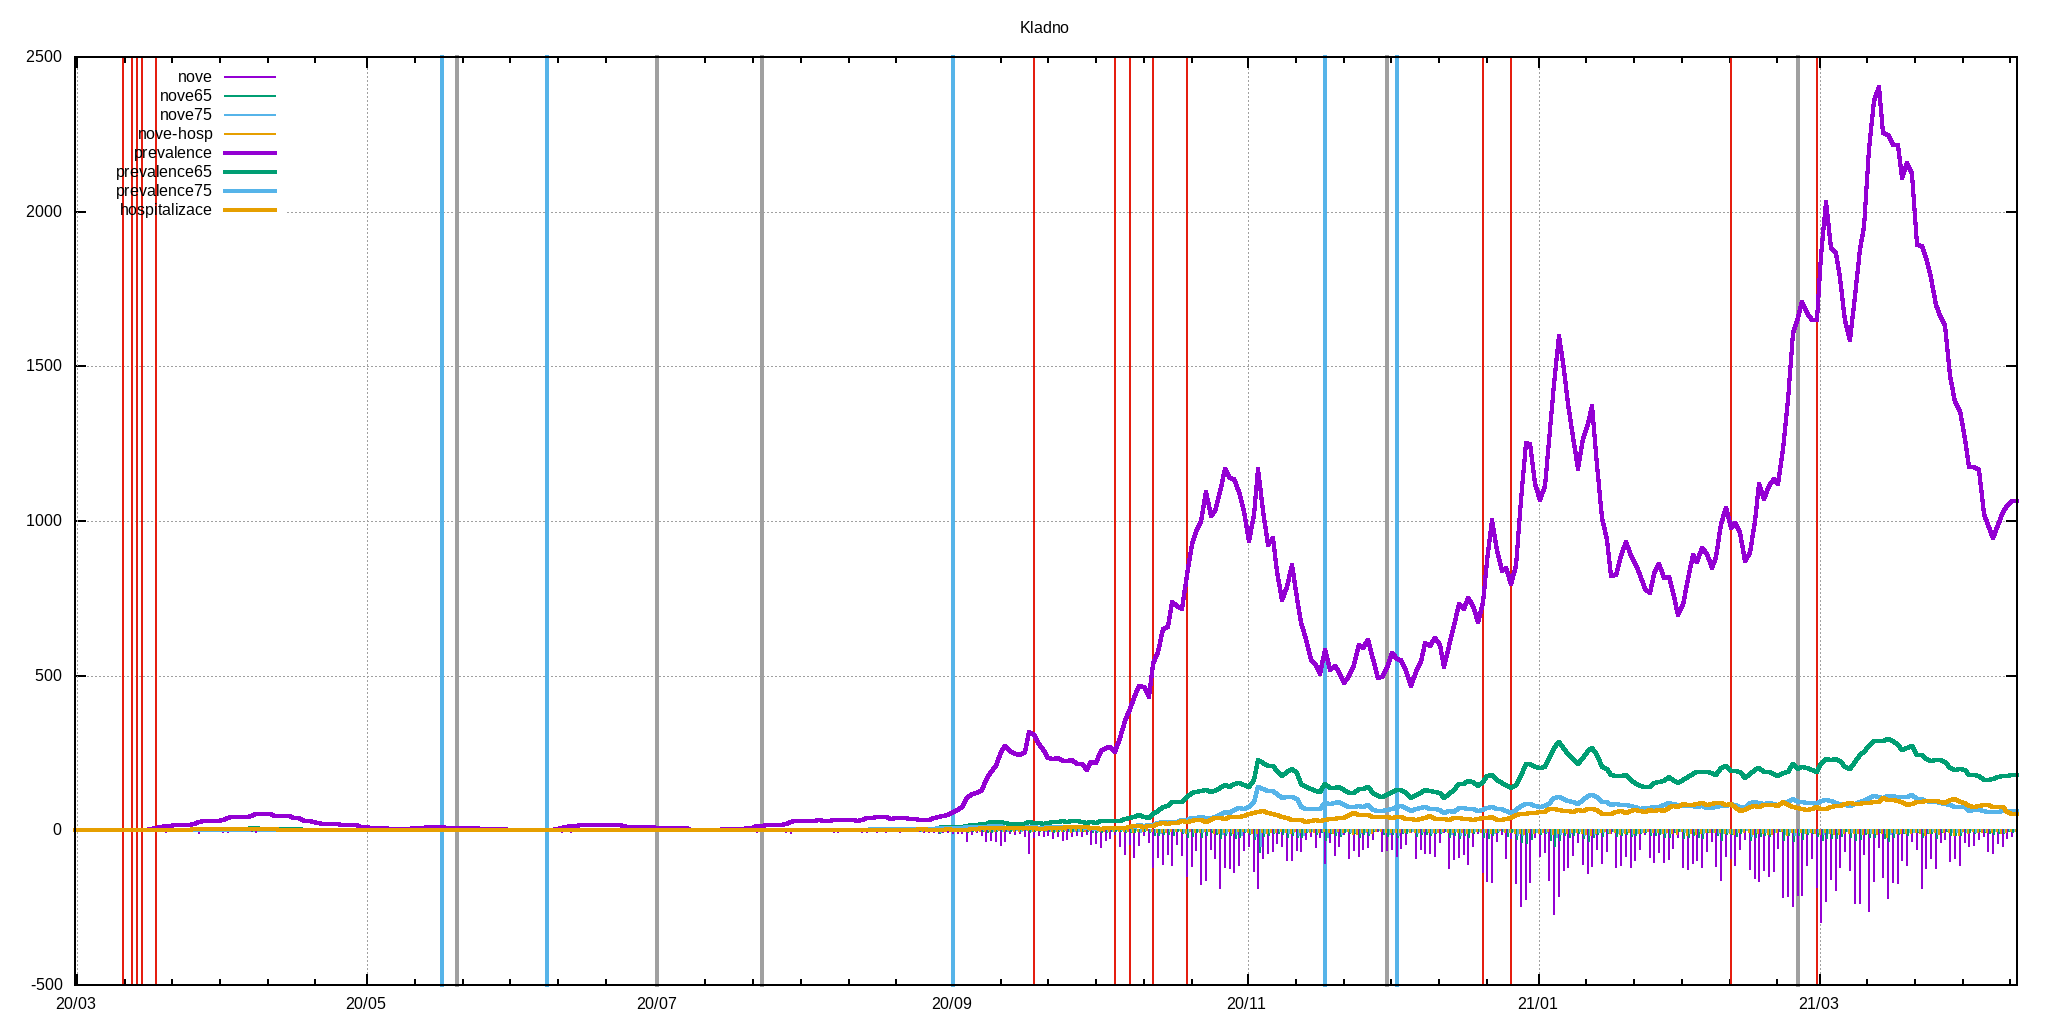 Kladno
2500
2000
1500
1000
500
0
-500
nove
nove65
nove75
nove-hosp
prevalence
prevalence65
prevalence75
hospitalizace
20/03 20/05 20/07 20/09 20/11 21/01 21/03